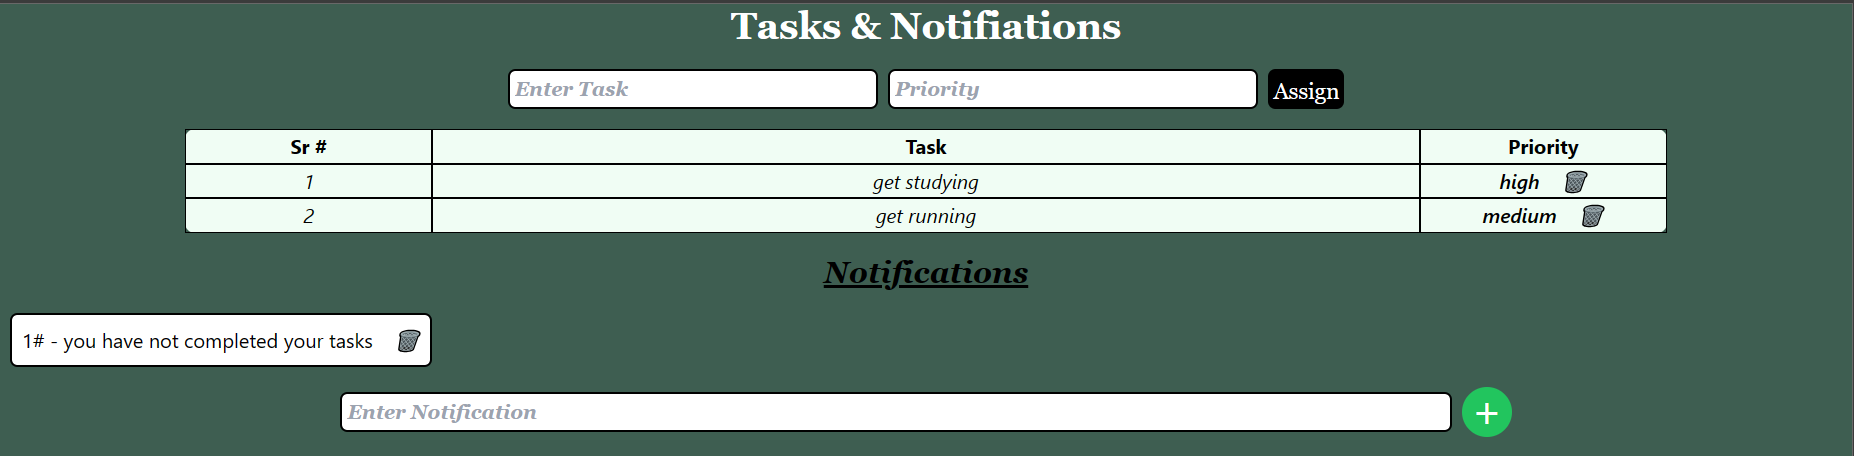 Tasks & Notifiations
Enter Task Priority Assign
Sr # Task Priority
1 get studying high
2 get running medium
Notifications
1# - you have not completed your tasks
Enter Notification +